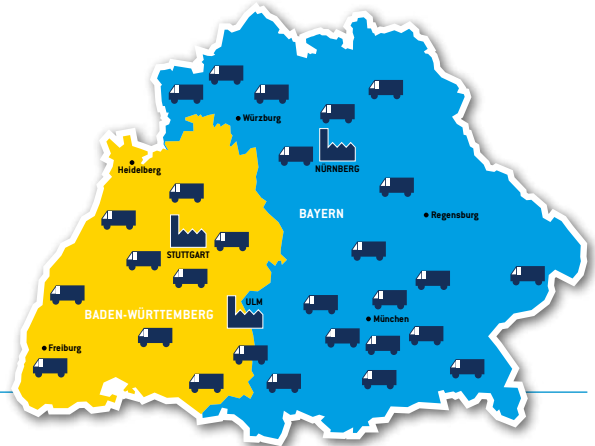 Würzburg
Heidelberg
NÜRNBERG
BAYERN
Regensburg
STUTTGART
ULM
BADEN-WÜRTTEMBERG
München
Freiburg